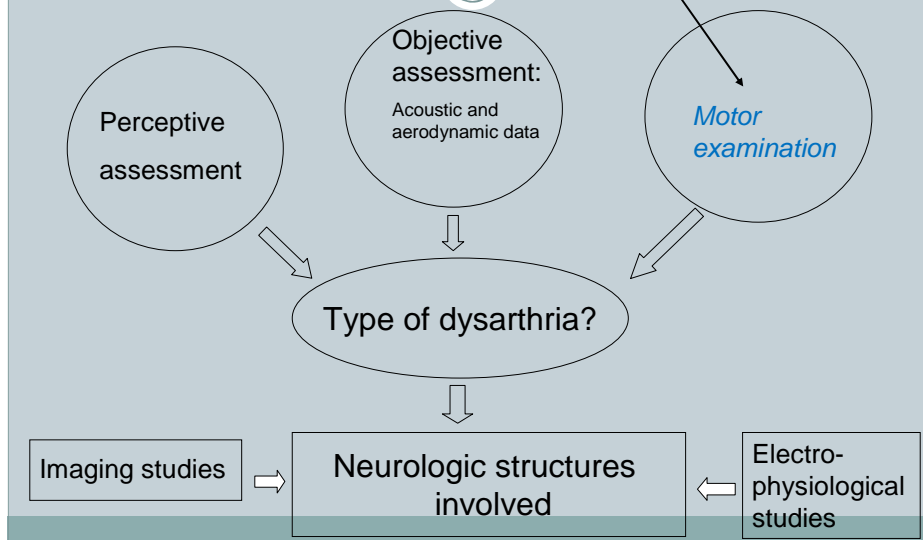 Perceptive
assessment
Objective
assessment:
Acoustic and
aerodynamic data
Motor
examination
Type of dysarthria?
Imaging studies
Neurologic structures
involved
Electro-
physiological
studies